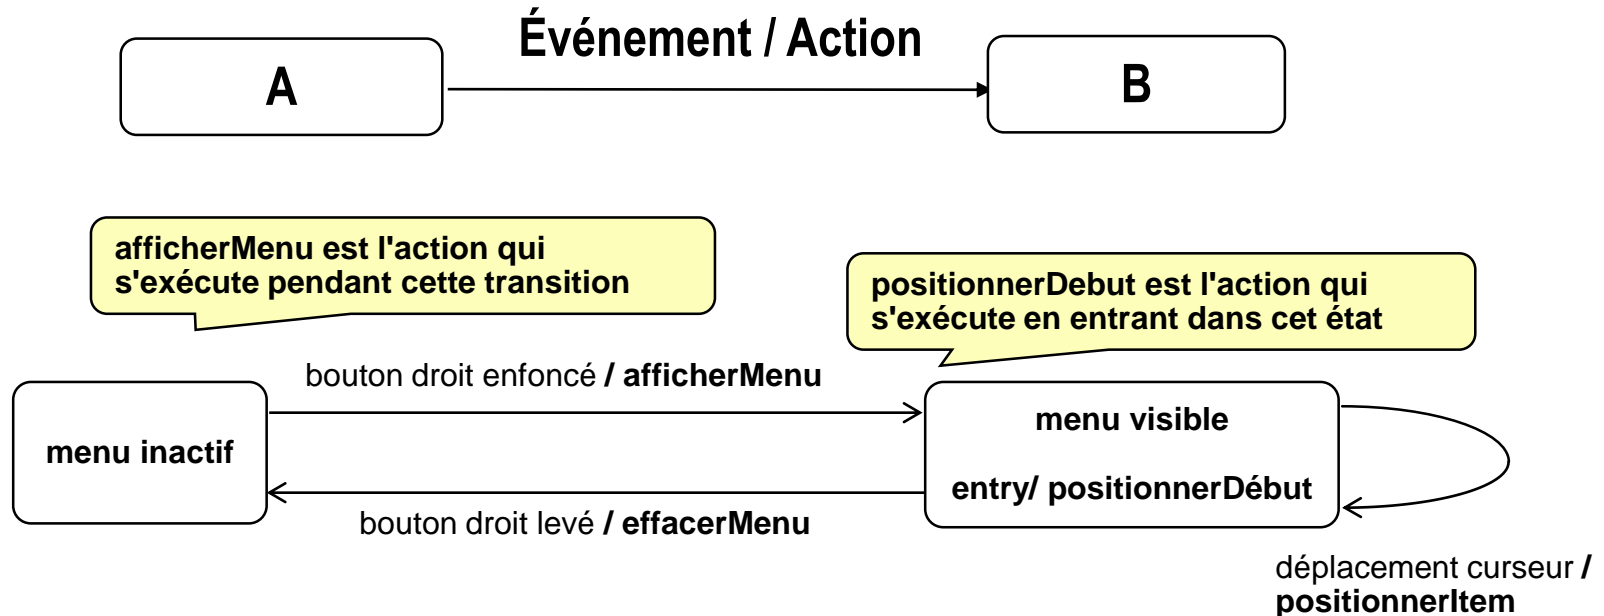 Événement / Action
A
B
afficherMenu est l'action qui
s'exécute pendant cette transition
positionnerDebut est l'action qui
s'exécute en entrant dans cet état
bouton droit enfoncé / afficherMenu
menu inactif
menu visible
entry/ positionnerDébut
bouton droit levé / effacerMenu
déplacement curseur /
positionnerItem